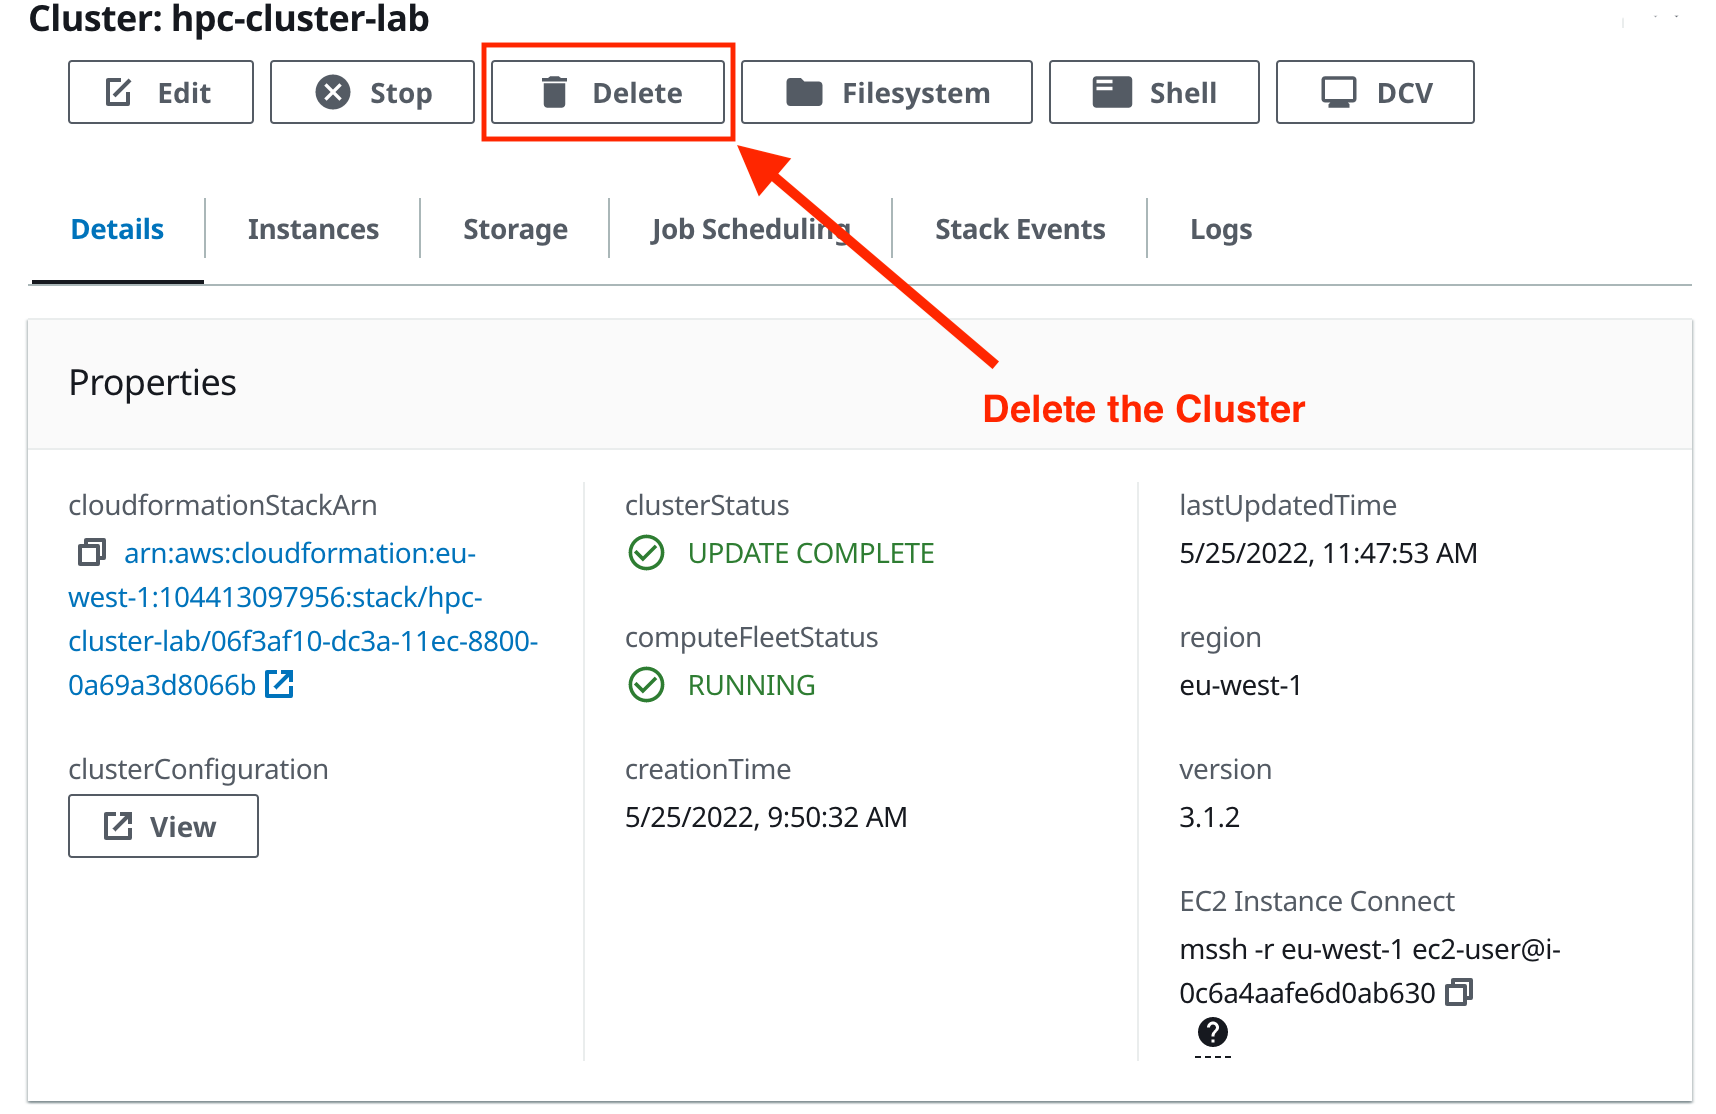 Cluster: hpc-cluster-lab
Edit
Stop
Delete
Filesystem
Shell
DCV
Details
Instances
Storage
Job Scheduling
Stack Events
Logs
Properties
Delete the Cluster
cloudformationStackArn
arn:aws:cloudformation:eu-
west-1:104413097956:stack/hpc-
cluster-lab/06f3af10-dc3a-11ec-8800-
0a69a3d8066b
clusterConfiguration
View
clusterStatus
UPDATE COMPLETE
computeFleetStatus
RUNNING
creationTime
5/25/2022, 9:50:32 AM
lastUpdatedTime
5/25/2022, 11:47:53 AM
region
eu-west-1
version
3.1.2
EC2 Instance Connect
mssh -r eu-west-1 ec2-user@i-
0c6a4aafe6d0ab630
?